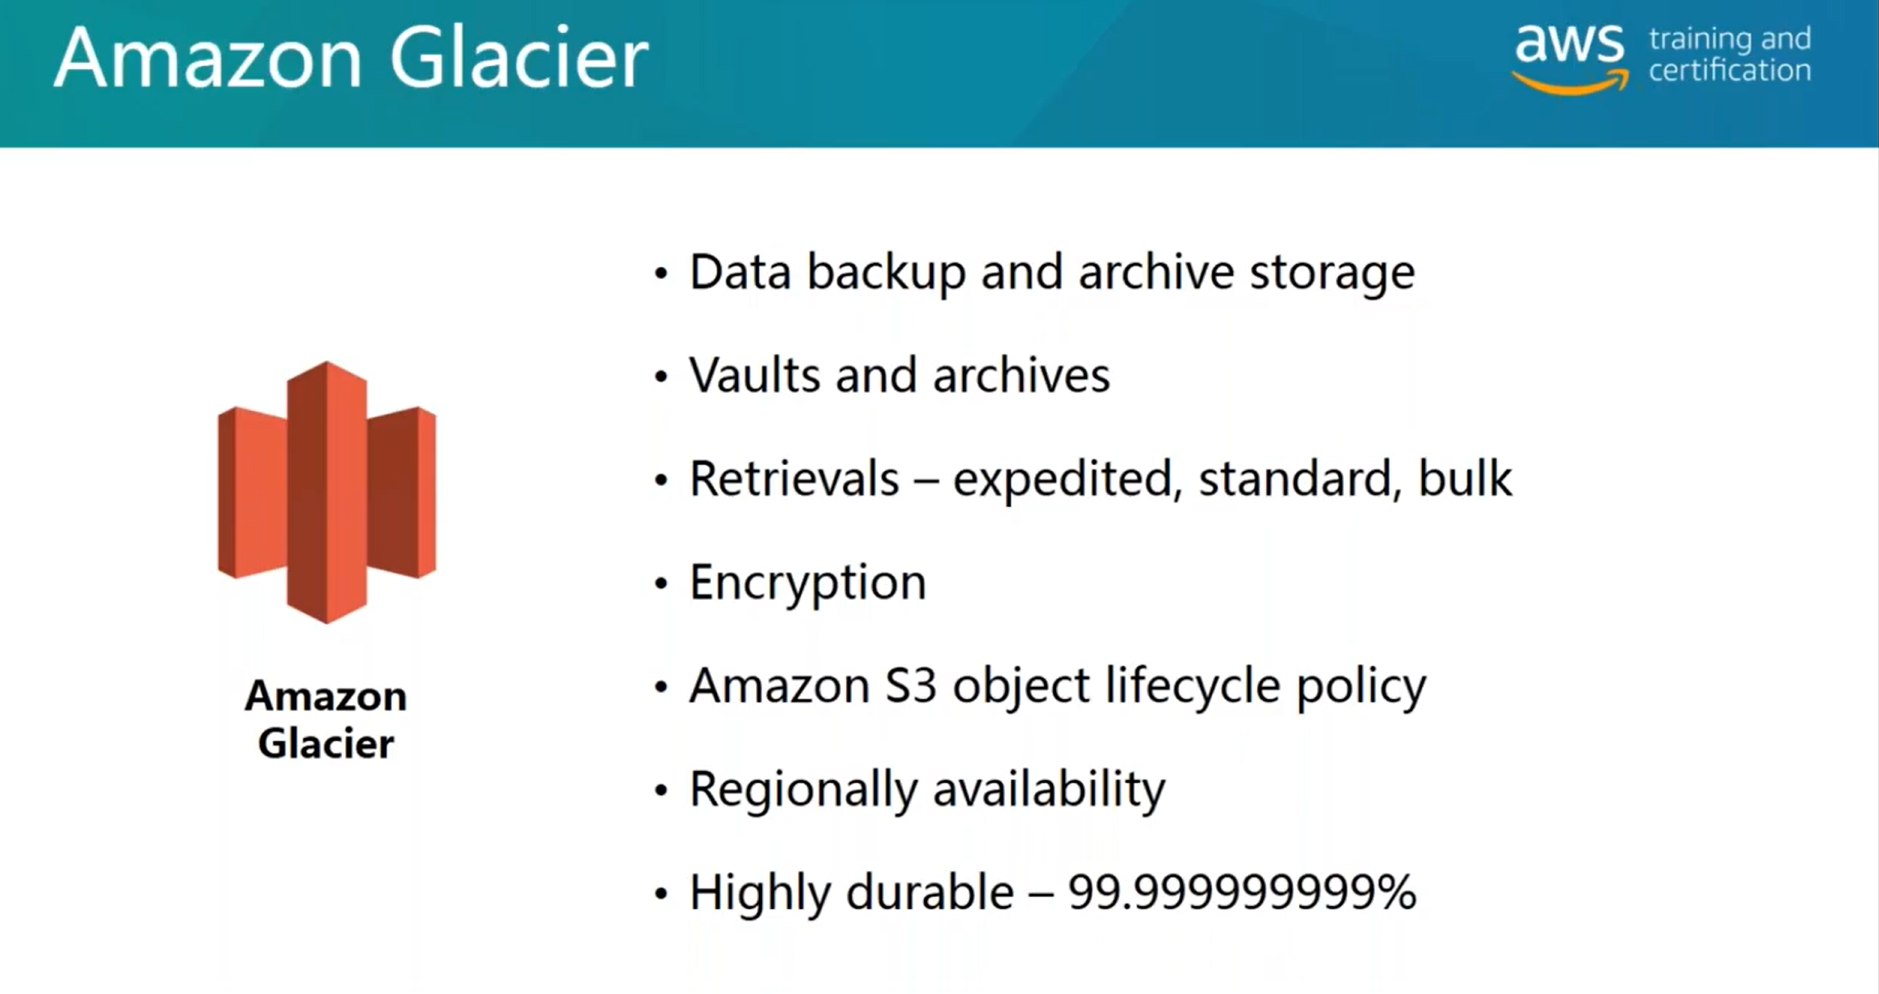 Amazon Glacier
aws training and
certification
• Data backup and archive storage
• Vaults and archives
• Retrievals – expedited, standard, bulk
• Encryption
• Amazon S3 object lifecycle policy
• Regionally availability
• Highly durable – 99.999999999%
Amazon
Glacier